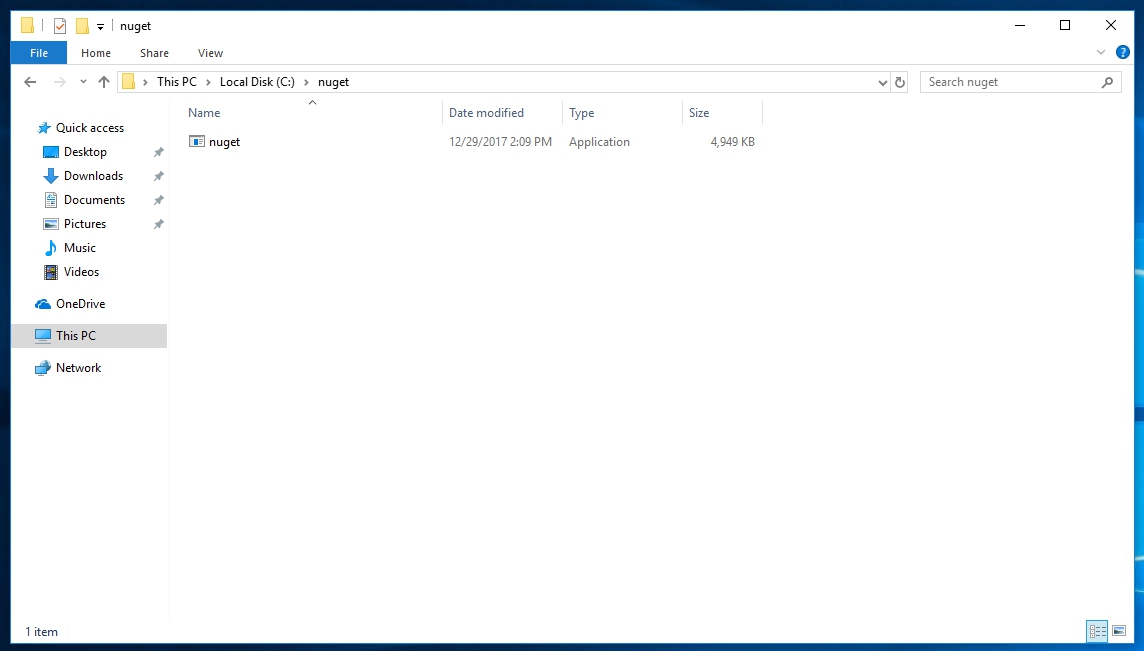 nuget
File Home Share View
This PC Local Disk (C:) nuget
Search nuget
Name Date modified Type Size
nuget 12/29/2017 2:09 PM Application 4,949 KB
Quick access
Desktop
Downloads
Documents
Pictures
Music
Videos
OneDrive
This PC
Network
1 item